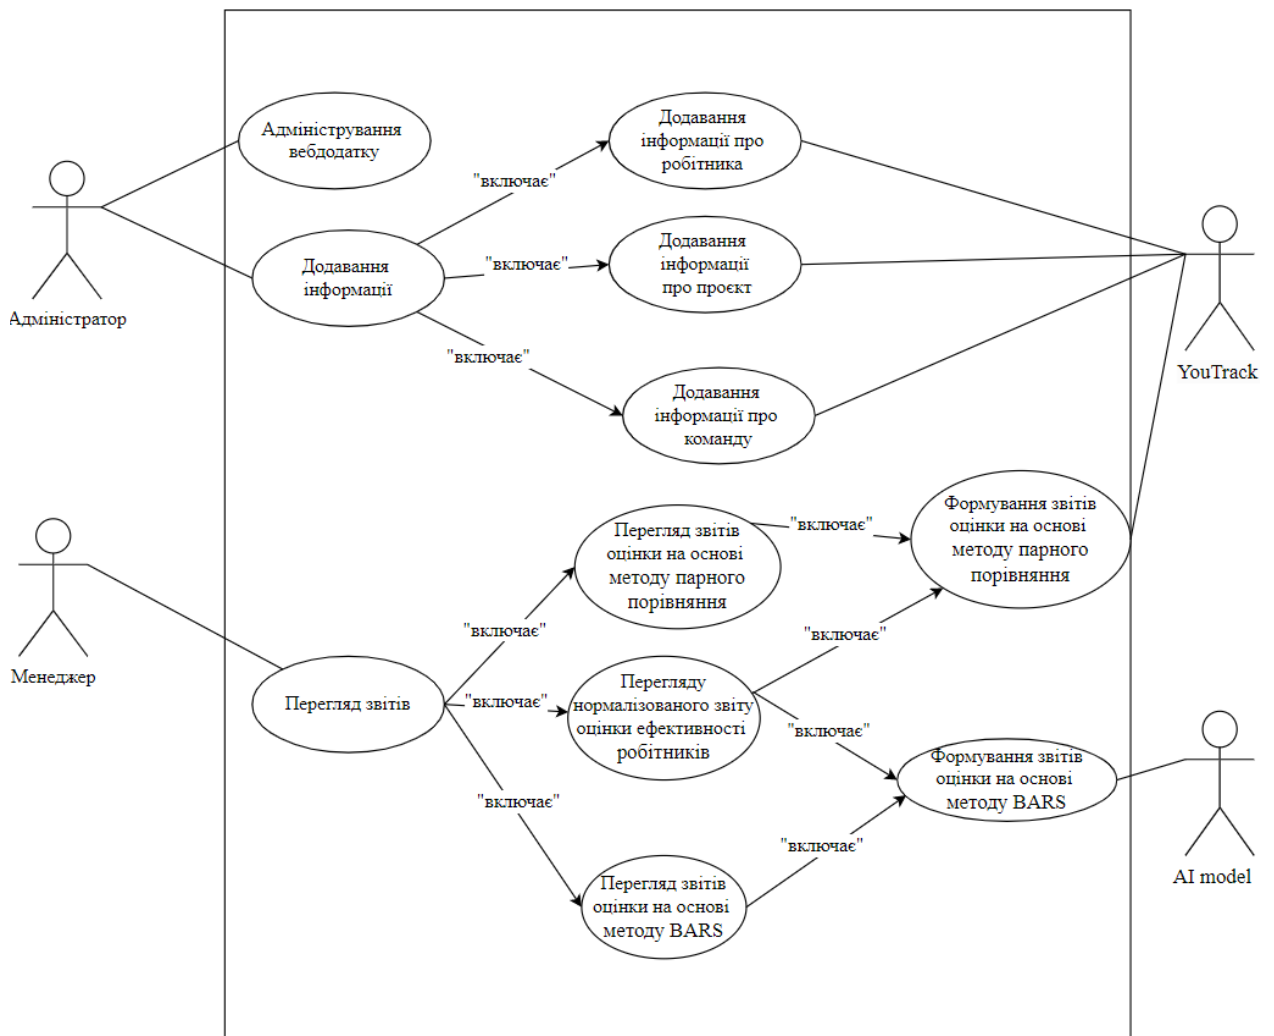 Адміністрування
вебдодатку
Додавання
інформації про
робітника
"включає"
Додавання
інформації
"включає"
Додавання
інформації
про проєкт
Адміністратор
"включає"
YouTrack
Додавання
інформації про
команду
Перегляд звітів
оцінки на основі
методу парного
порівняння
"включає"
Формування звітів
оцінки на основі
методу парного
порівняння
"включає"
"включає"
Менеджер
Перегляд звітів
"включає"
Перегляду
нормалізованого звіту
оцінки ефективності
робітників
"включає"
Формування звітів
оцінки на основі
методу BARS
"включає"
"включає"
Перегляд звітів
оцінки на основі
методу BARS
AI model